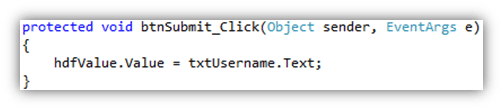 protected void btnSubmit_Click(Object sender, EventArgs e)
{
    hdfValue.Value = txtUsername.Text;
}